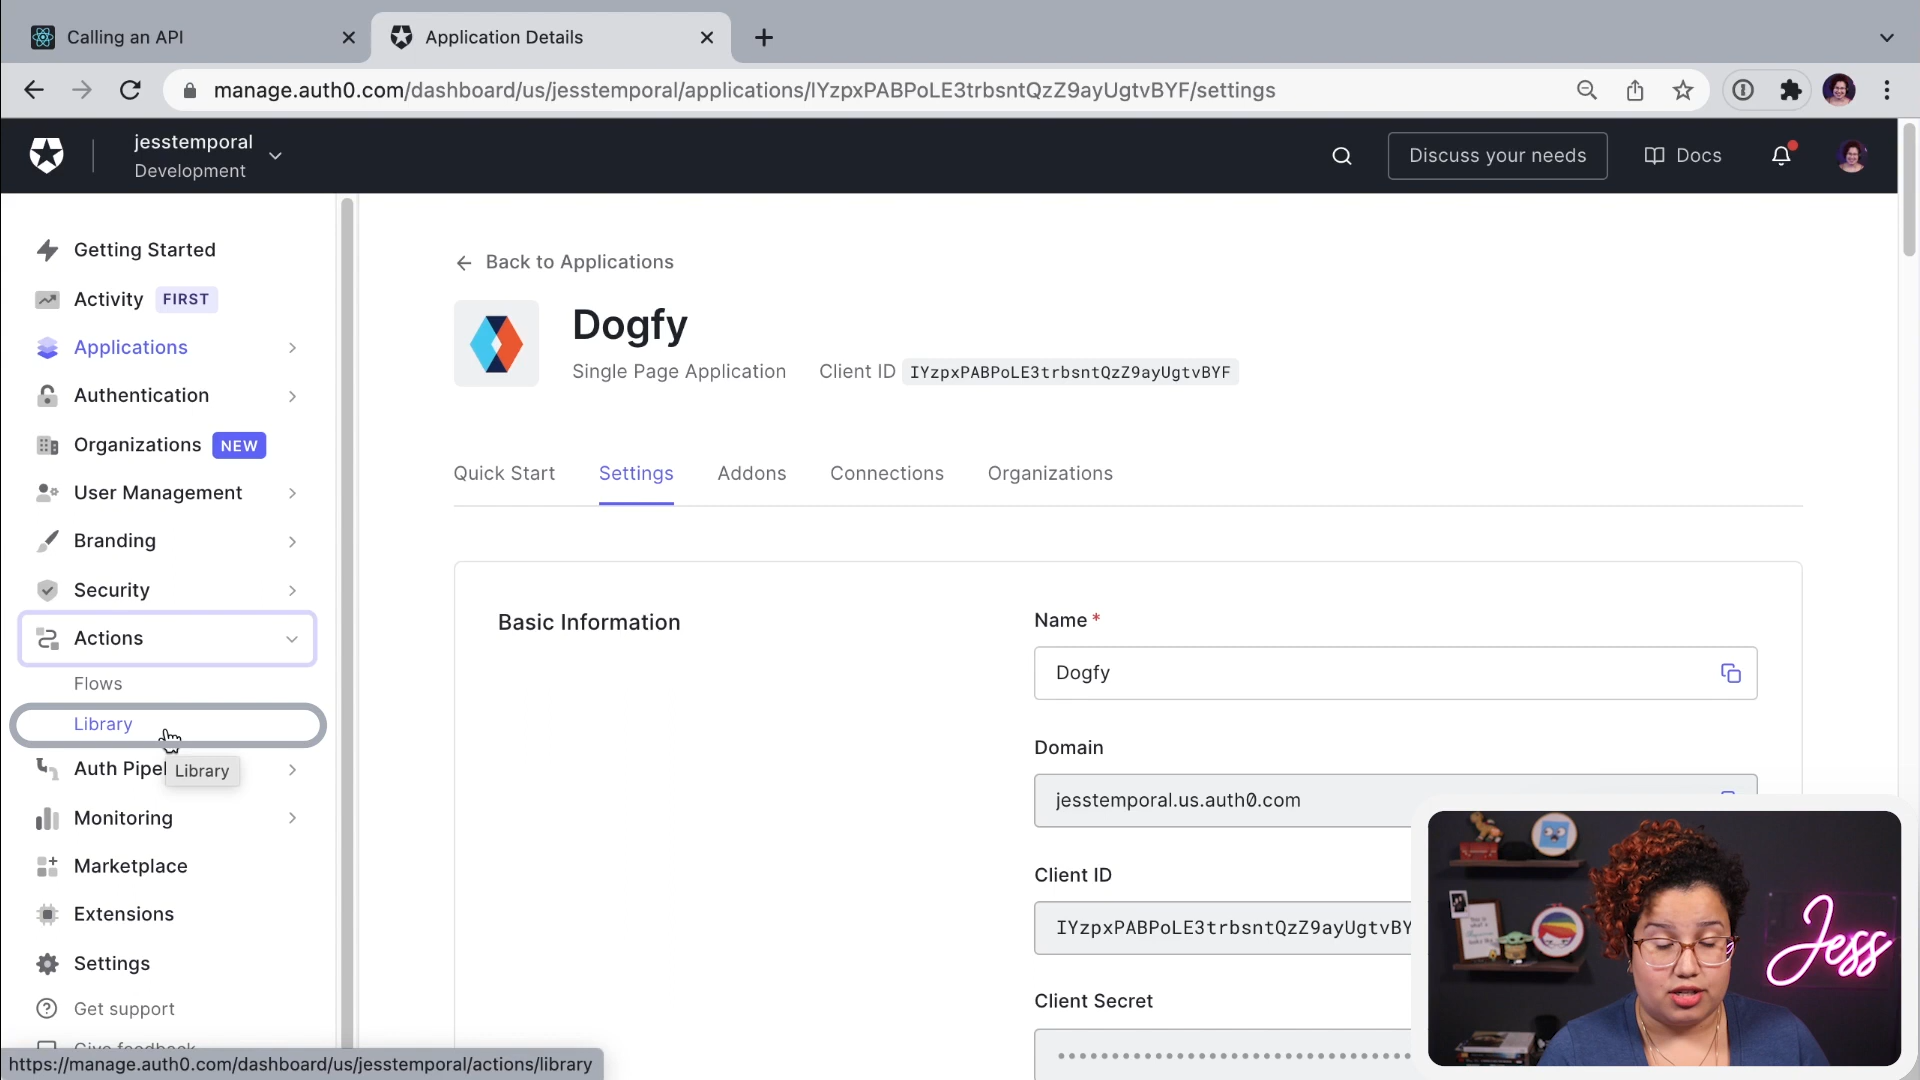 Calling an API
Application Details
manage.auth0.com/dashboard/us/jesstemporal/applications/IYzpxPABPoLE3trbsntQzZ9ayUgtvBYF/settings
jesstemporal
Development
Discuss your needs
Docs
Getting Started
Activity FIRST
Applications
Authentication
Organizations NEW
User Management
Branding
Security
Actions
Flows
Library
Auth Pipel
Library
Monitoring
Marketplace
Extensions
Settings
Get support
Give feedback
https://manage.auth0.com/dashboard/us/jesstemporal/actions/library
Back to Applications
Dogfy
Single Page Application
Client ID IYzpxPABPoLE3trbsntQzZ9ayUgtvBYF
Quick Start
Settings
Addons
Connections
Organizations
Basic Information
Name *
Dogfy
Domain
jesstemporal.us.auth0.com
Client ID
IYzpxPABPoLE3trbsntQzZ9ayUgtvBY
Client Secret
Jess